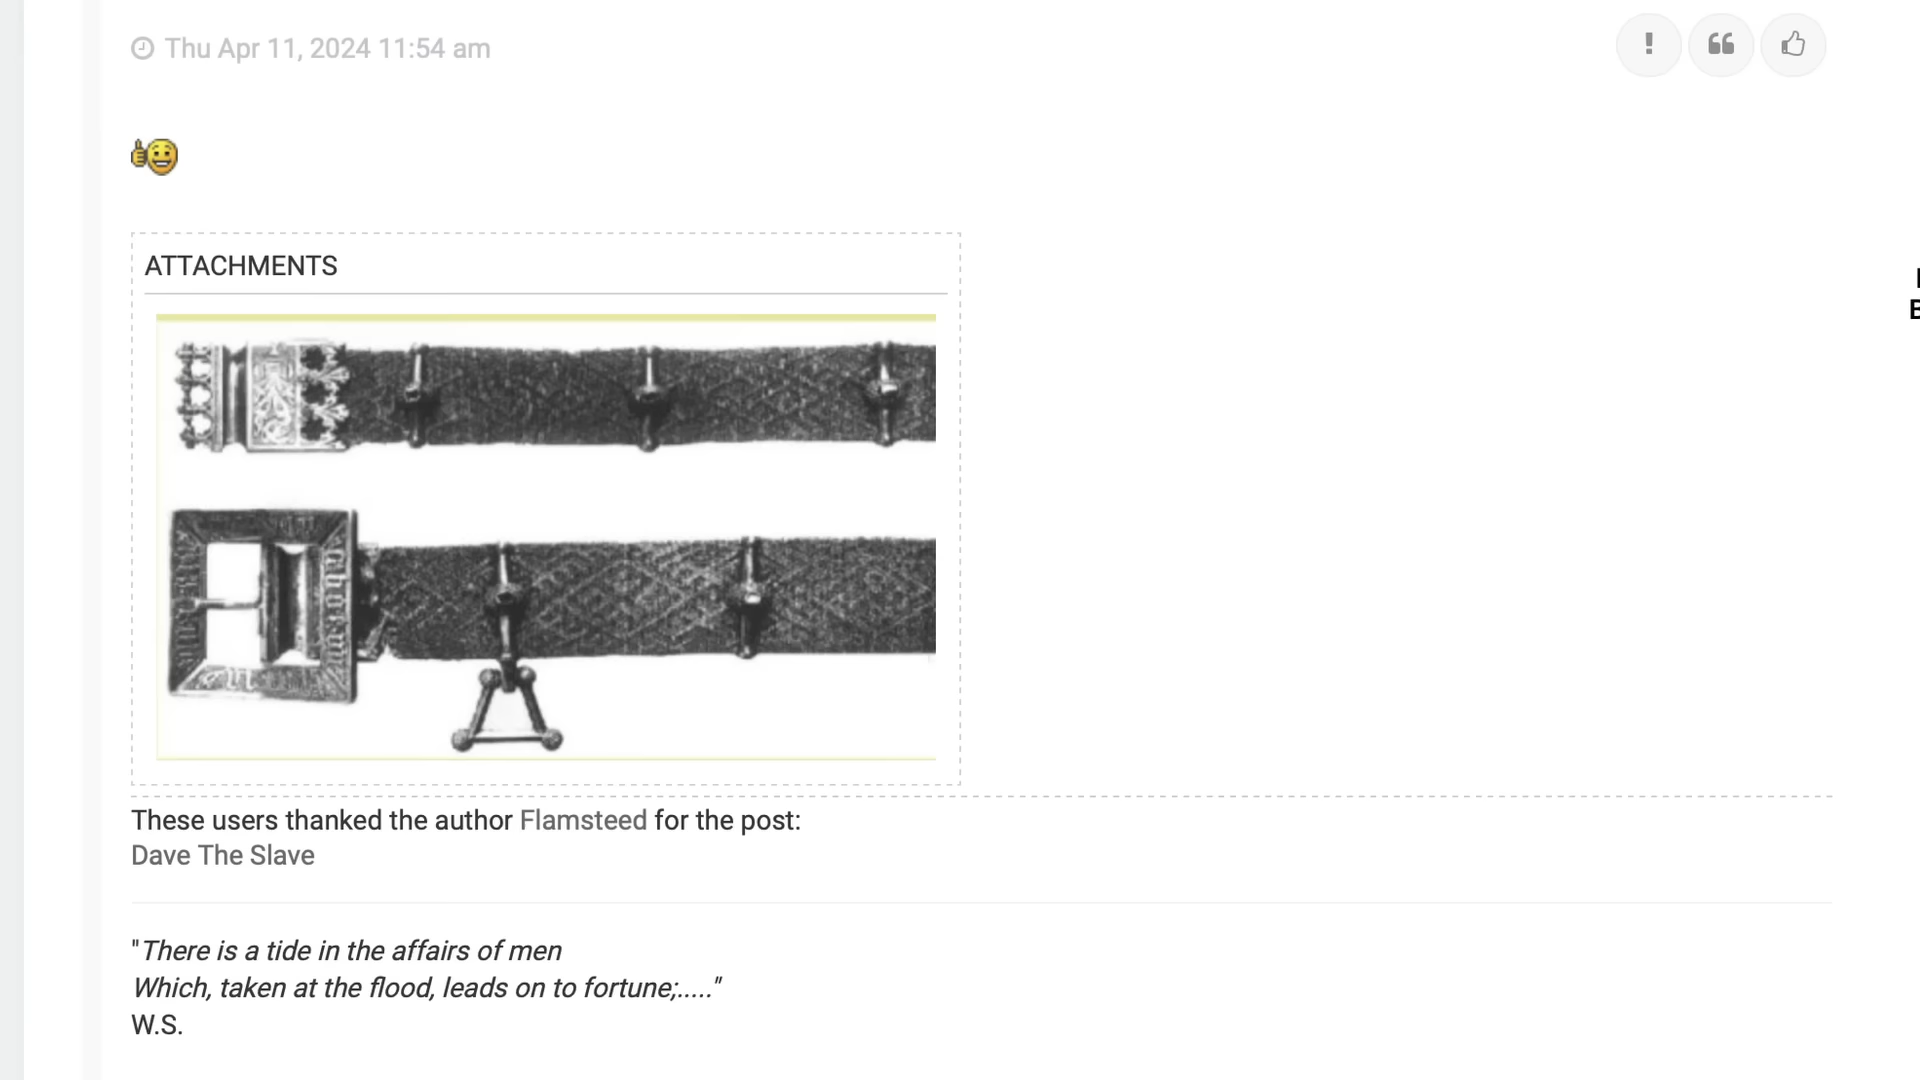 Thu Apr 11, 2024 11:54 am
ATTACHMENTS
These users thanked the author Flamsteed for the post:
Dave The Slave
"There is a tide in the affairs of men
Which, taken at the flood, leads on to fortune;....."
W.S.